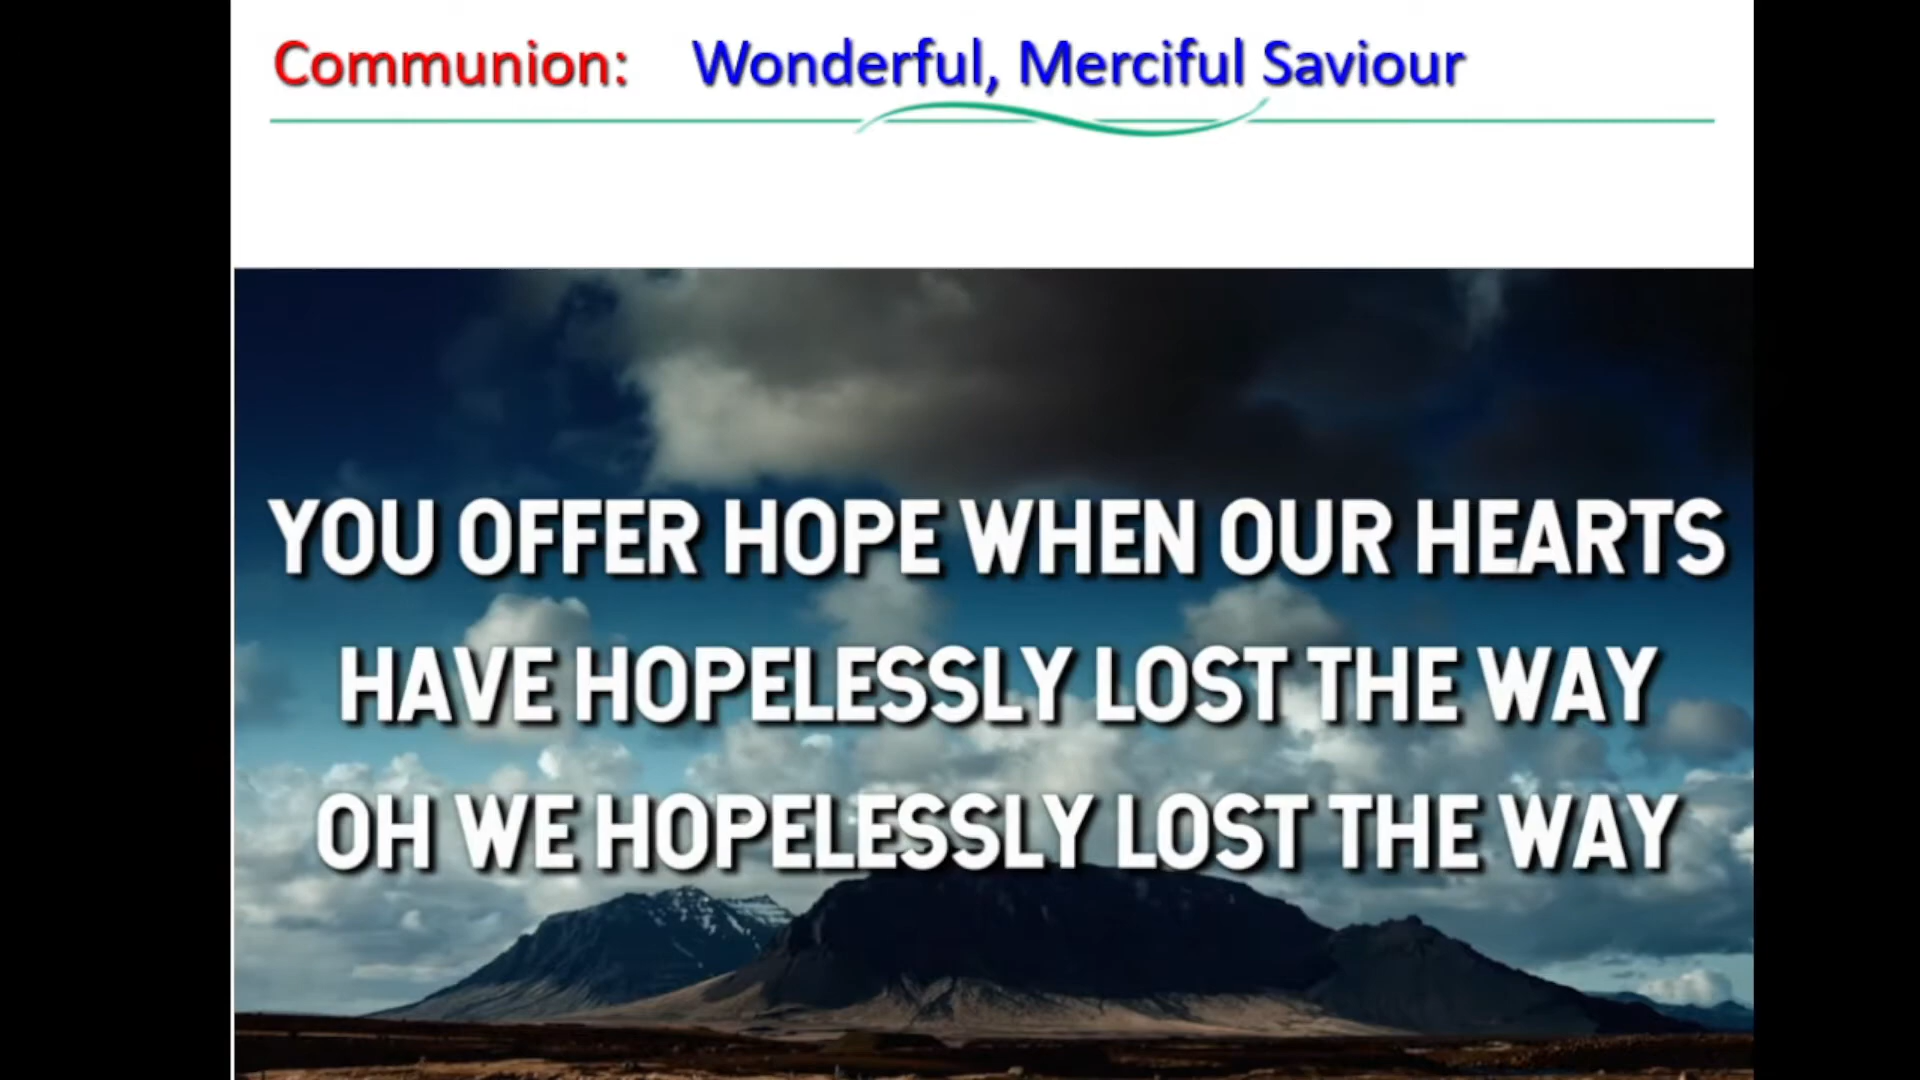 Communion: Wonderful, Merciful Saviour
YOU OFFER HOPE WHEN OUR HEARTS
HAVE HOPELESSLY LOST THE WAY
OH WE HOPELESSLY LOST THE WAY